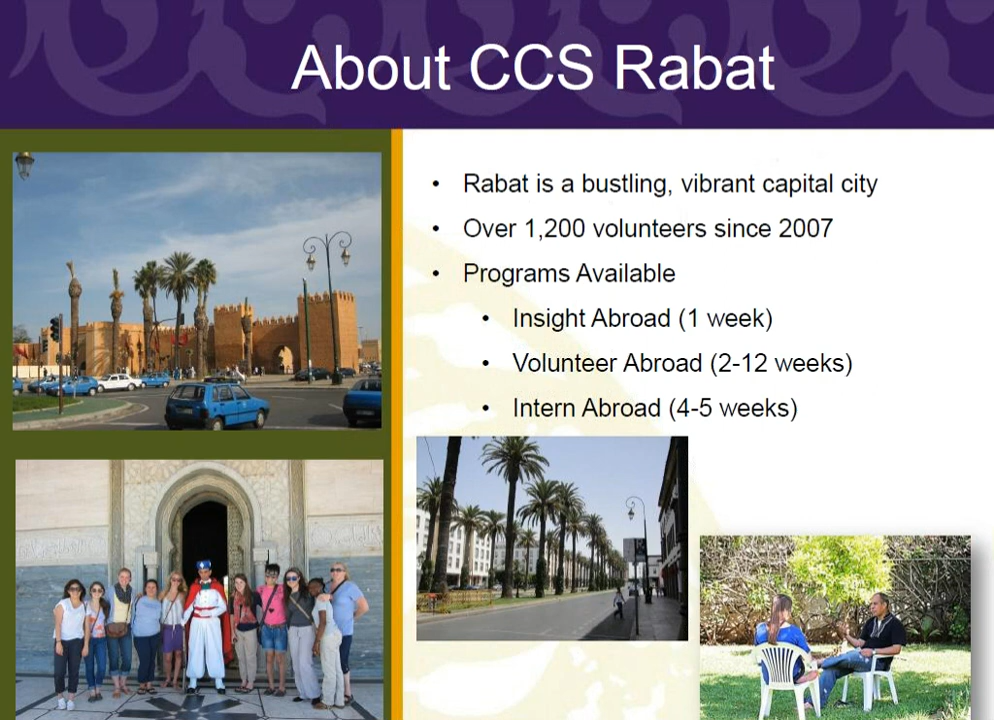 About CCS Rabat
• Rabat is a bustling, vibrant capital city
• Over 1,200 volunteers since 2007
• Programs Available
• Insight Abroad (1 week)
• Volunteer Abroad (2-12 weeks)
• Intern Abroad (4-5 weeks)